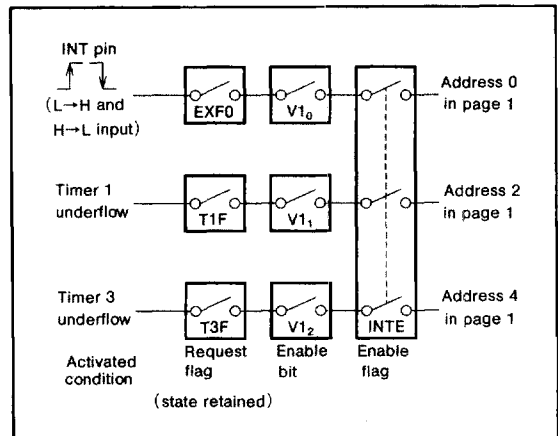 INT pin
(L→H and
H→L input)
EXF0
V1₀
Address 0
in page 1
Timer 1
underflow
T1F
V1₁
Address 2
in page 1
Timer 3
underflow
T3F
V1₂
INTE
Address 4
in page 1
Activated
condition
Request
flag
Enable
bit
Enable
flag
(state retained)